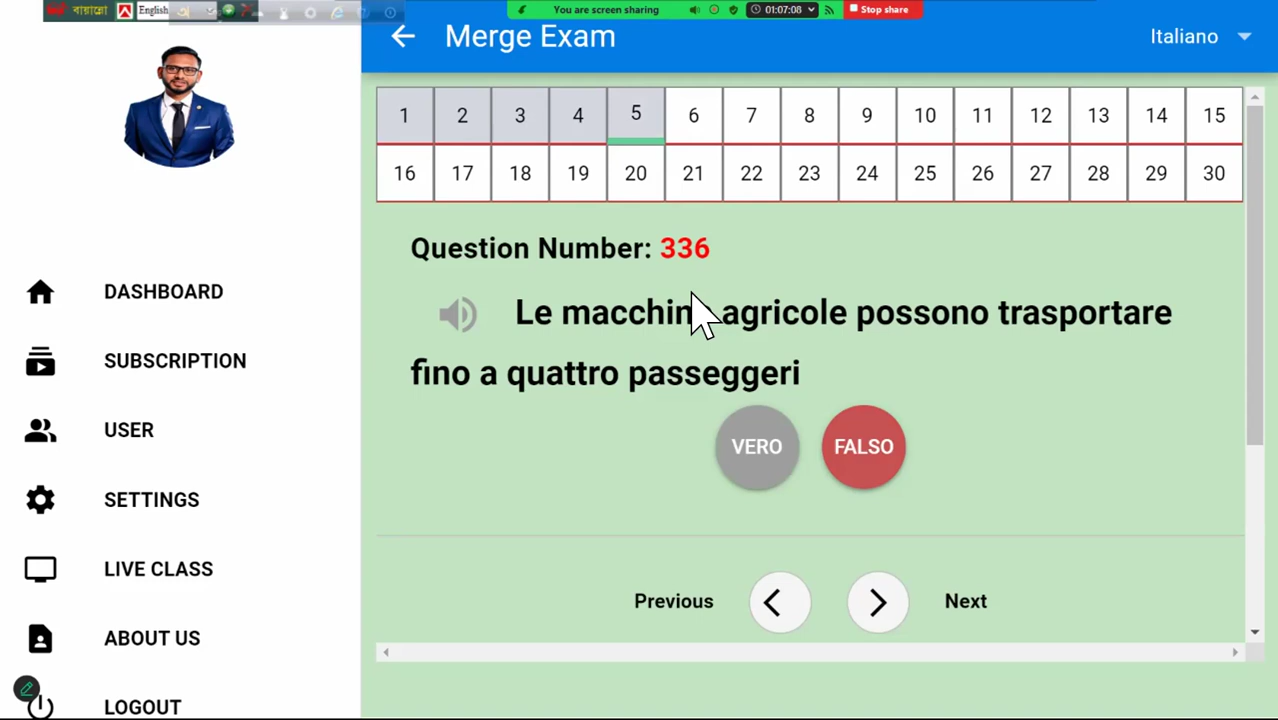 বায়ান্নো English You are screen sharing 01:07:08 Stop share
Merge Exam Italiano
1 2 3 4 5 6 7 8 9 10 11 12 13 14 15
16 17 18 19 20 21 22 23 24 25 26 27 28 29 30
Question Number: 336
Le macchin agricole possono trasportare
fino a quattro passeggeri
VERO FALSO
Previous Next
DASHBOARD
SUBSCRIPTION
USER
SETTINGS
LIVE CLASS
ABOUT US
LOGOUT